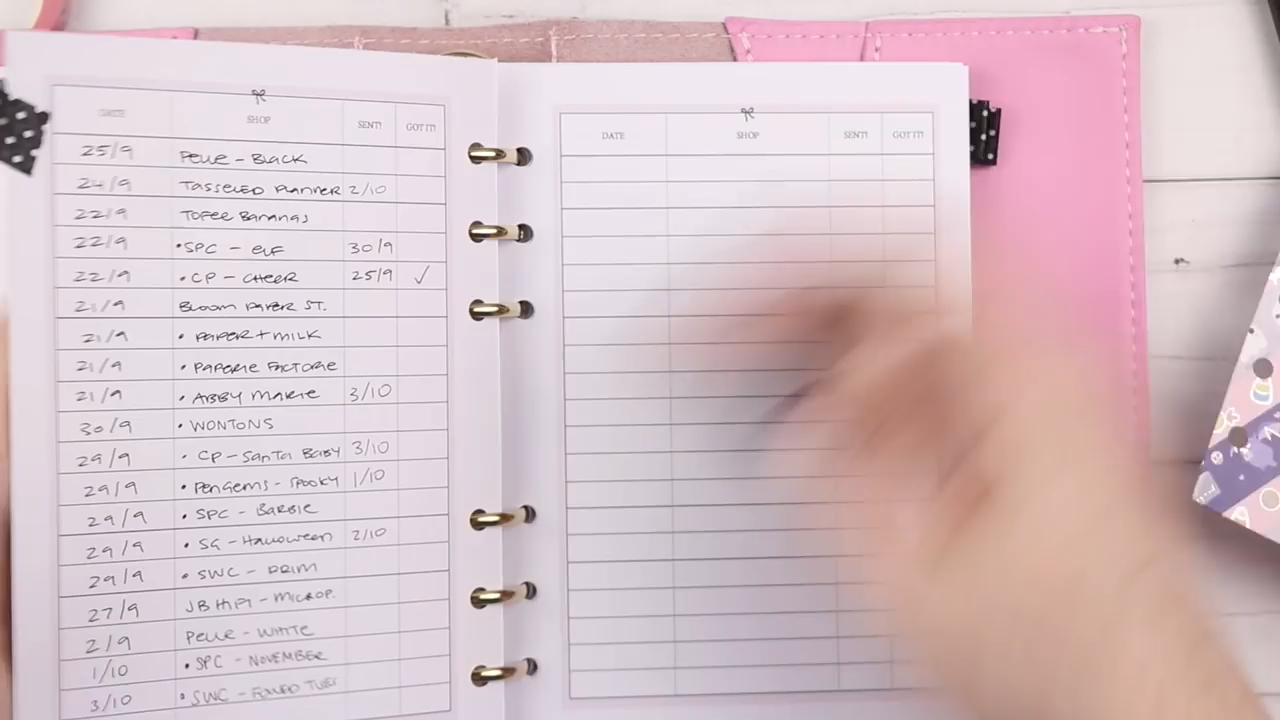 DATE SHOP SENT! GOT IT!
25/9 PELLE - BLACK
24/9 TASSELED PLANNER 2/10
22/9 TOFFEE BANANAS
22/9 • SPC - ELF 30/9
22/9 • CP - CHEER 25/9 ✓
21/9 BLOOM PAPER ST.
21/9 • PAPER + MILK
21/9 • PAPERIE FACTORIE
21/9 • ABBY MARIE 3/10
30/9 • WONTONS
29/9 • CP - SANTA BABY 3/10
29/9 • PENGEMS - SPOOKY 1/10
29/9 • SPC - BARBIE
29/9 • SG - HALLOWEEN 2/10
29/9 • SWC - PRIM
27/9 JB HIFI - MICROP.
2/9 PELLE - WHITE
1/10 • SPC - NOVEMBER
3/10 • SWC - TUES
DATE SHOP SENT! GOT IT!